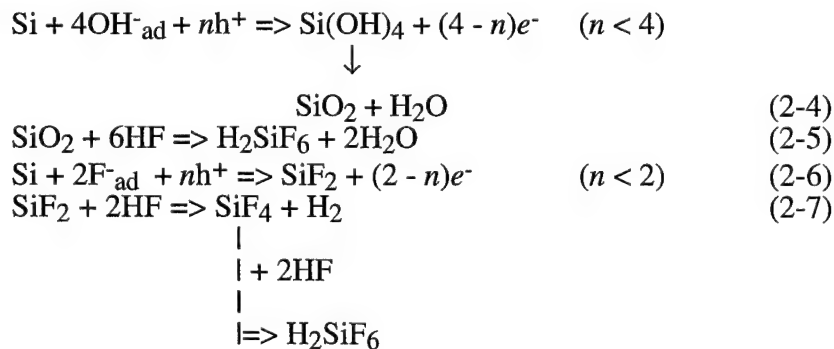 Si + 4OH⁻ad + nh⁺ => Si(OH)4 + (4 - n)e⁻ (n < 4)
↓
SiO2 + H2O (2-4)
SiO2 + 6HF => H2SiF6 + 2H2O (2-5)
Si + 2F⁻ad + nh⁺ => SiF2 + (2 - n)e⁻ (n < 2) (2-6)
SiF2 + 2HF => SiF4 + H2 (2-7)
|
| + 2HF
|
|=> H2SiF6